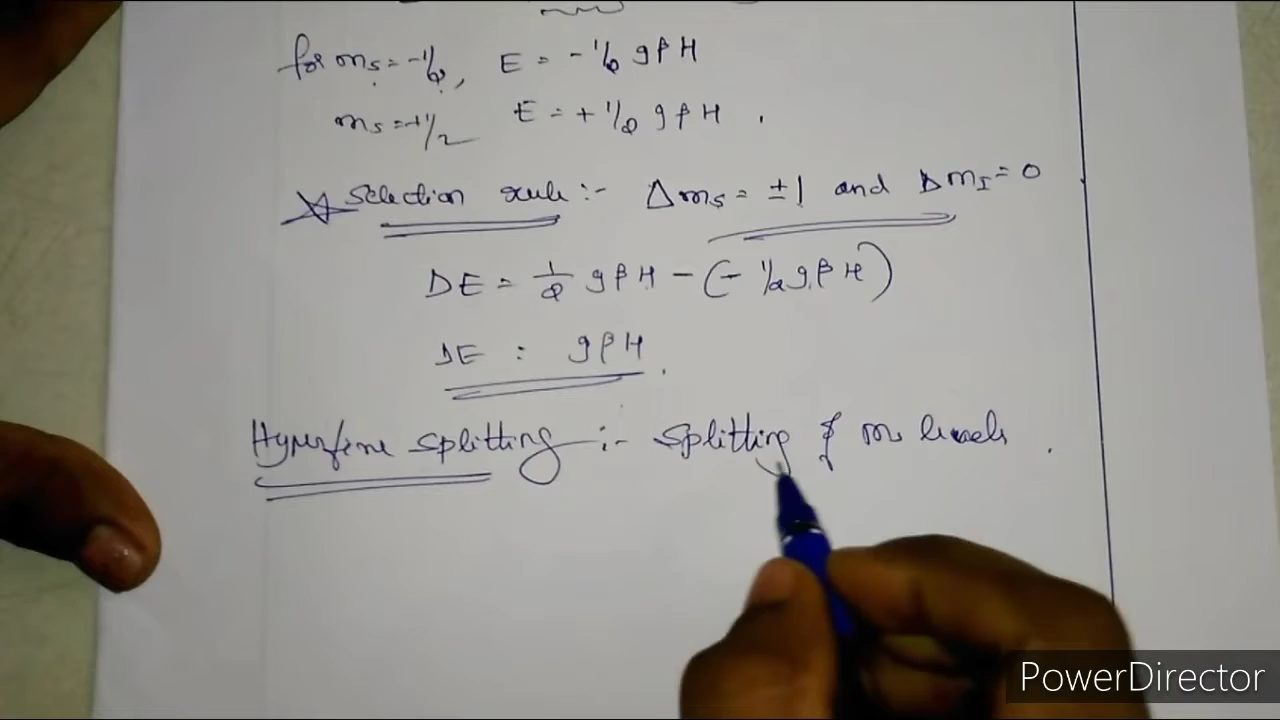 for ms = -1/2, E = -1/2 gβH
ms = +1/2 E = + 1/2 gβH .
Selection rule :- Δms = ±1 and ΔmI = 0
ΔE = 1/2 gβH - (- 1/2 gβH)
ΔE : gβH .
Hyperfine splitting :- Splitting of ms levels .
PowerDirector